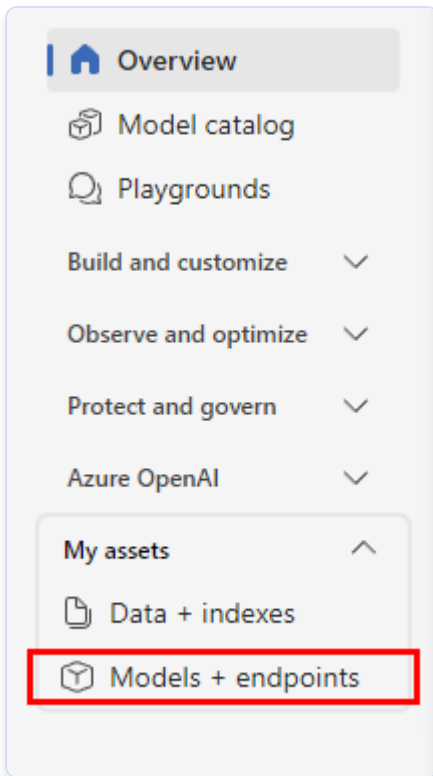 Overview
Model catalog
Playgrounds
Build and customize
Observe and optimize
Protect and govern
Azure OpenAI
My assets
Data + indexes
Models + endpoints